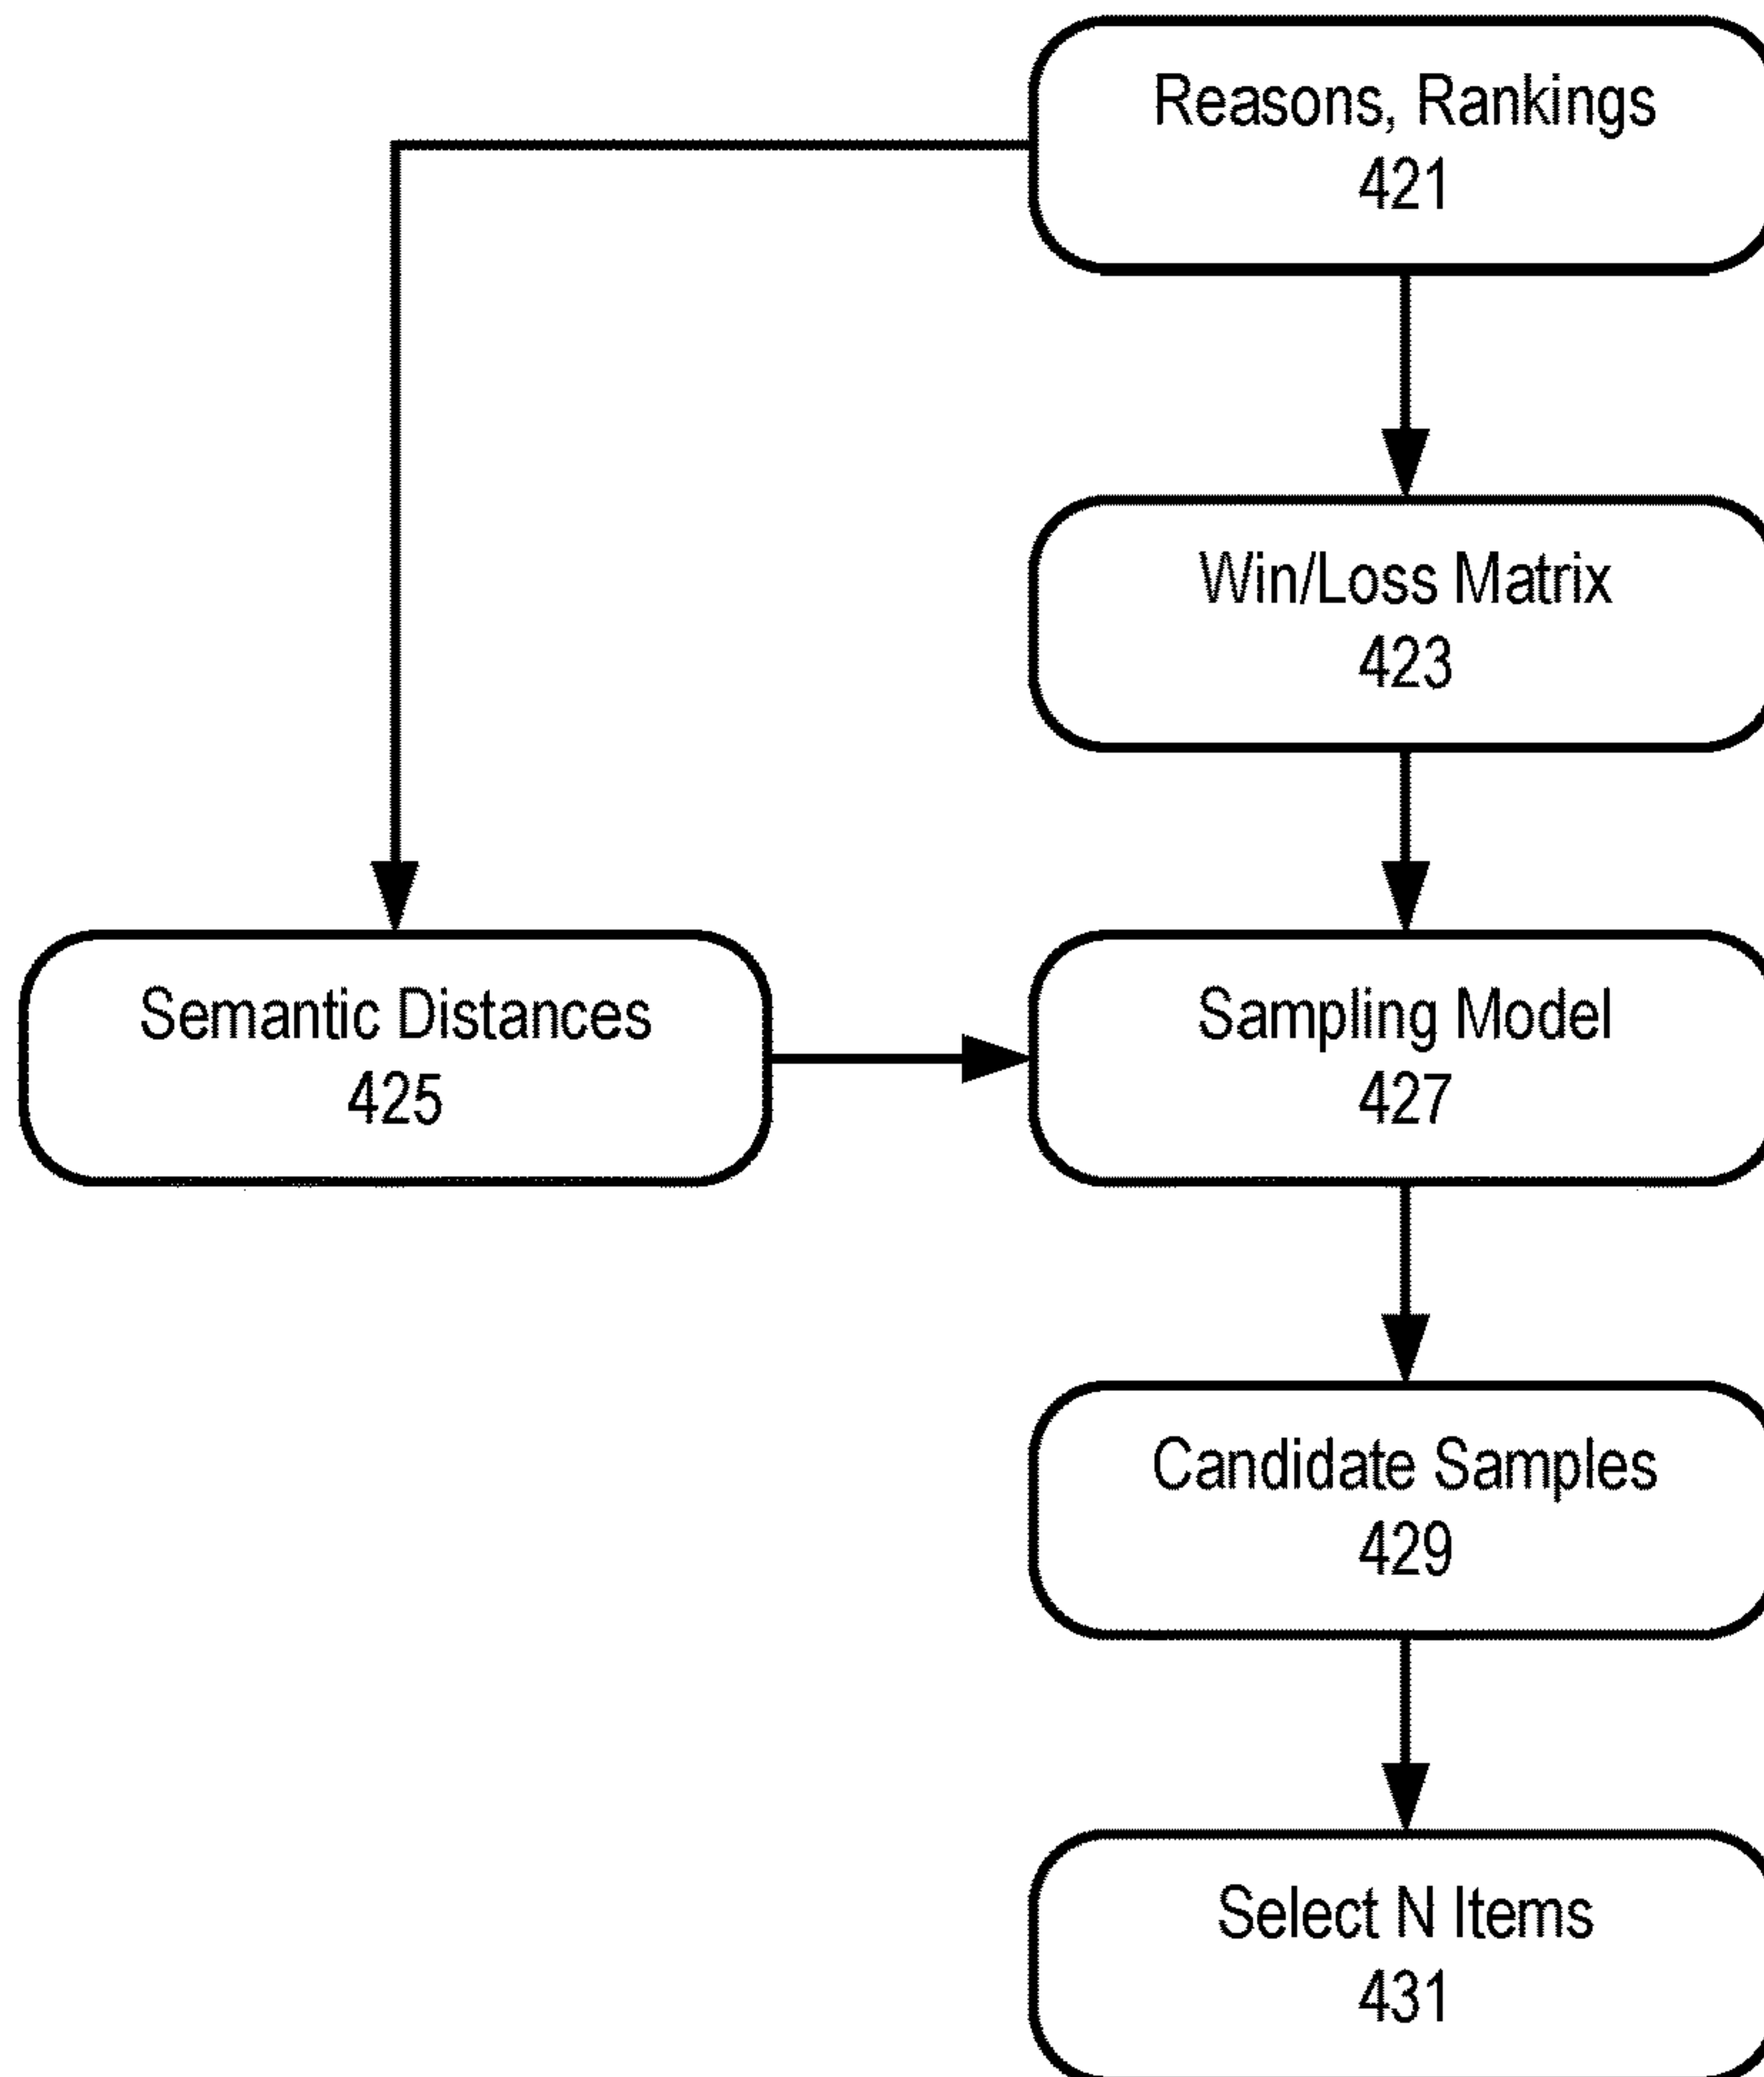 Reasons, Rankings
421
Win/Loss Matrix
423
Semantic Distances
425
Sampling Model
427
Candidate Samples
429
Select N Items
431